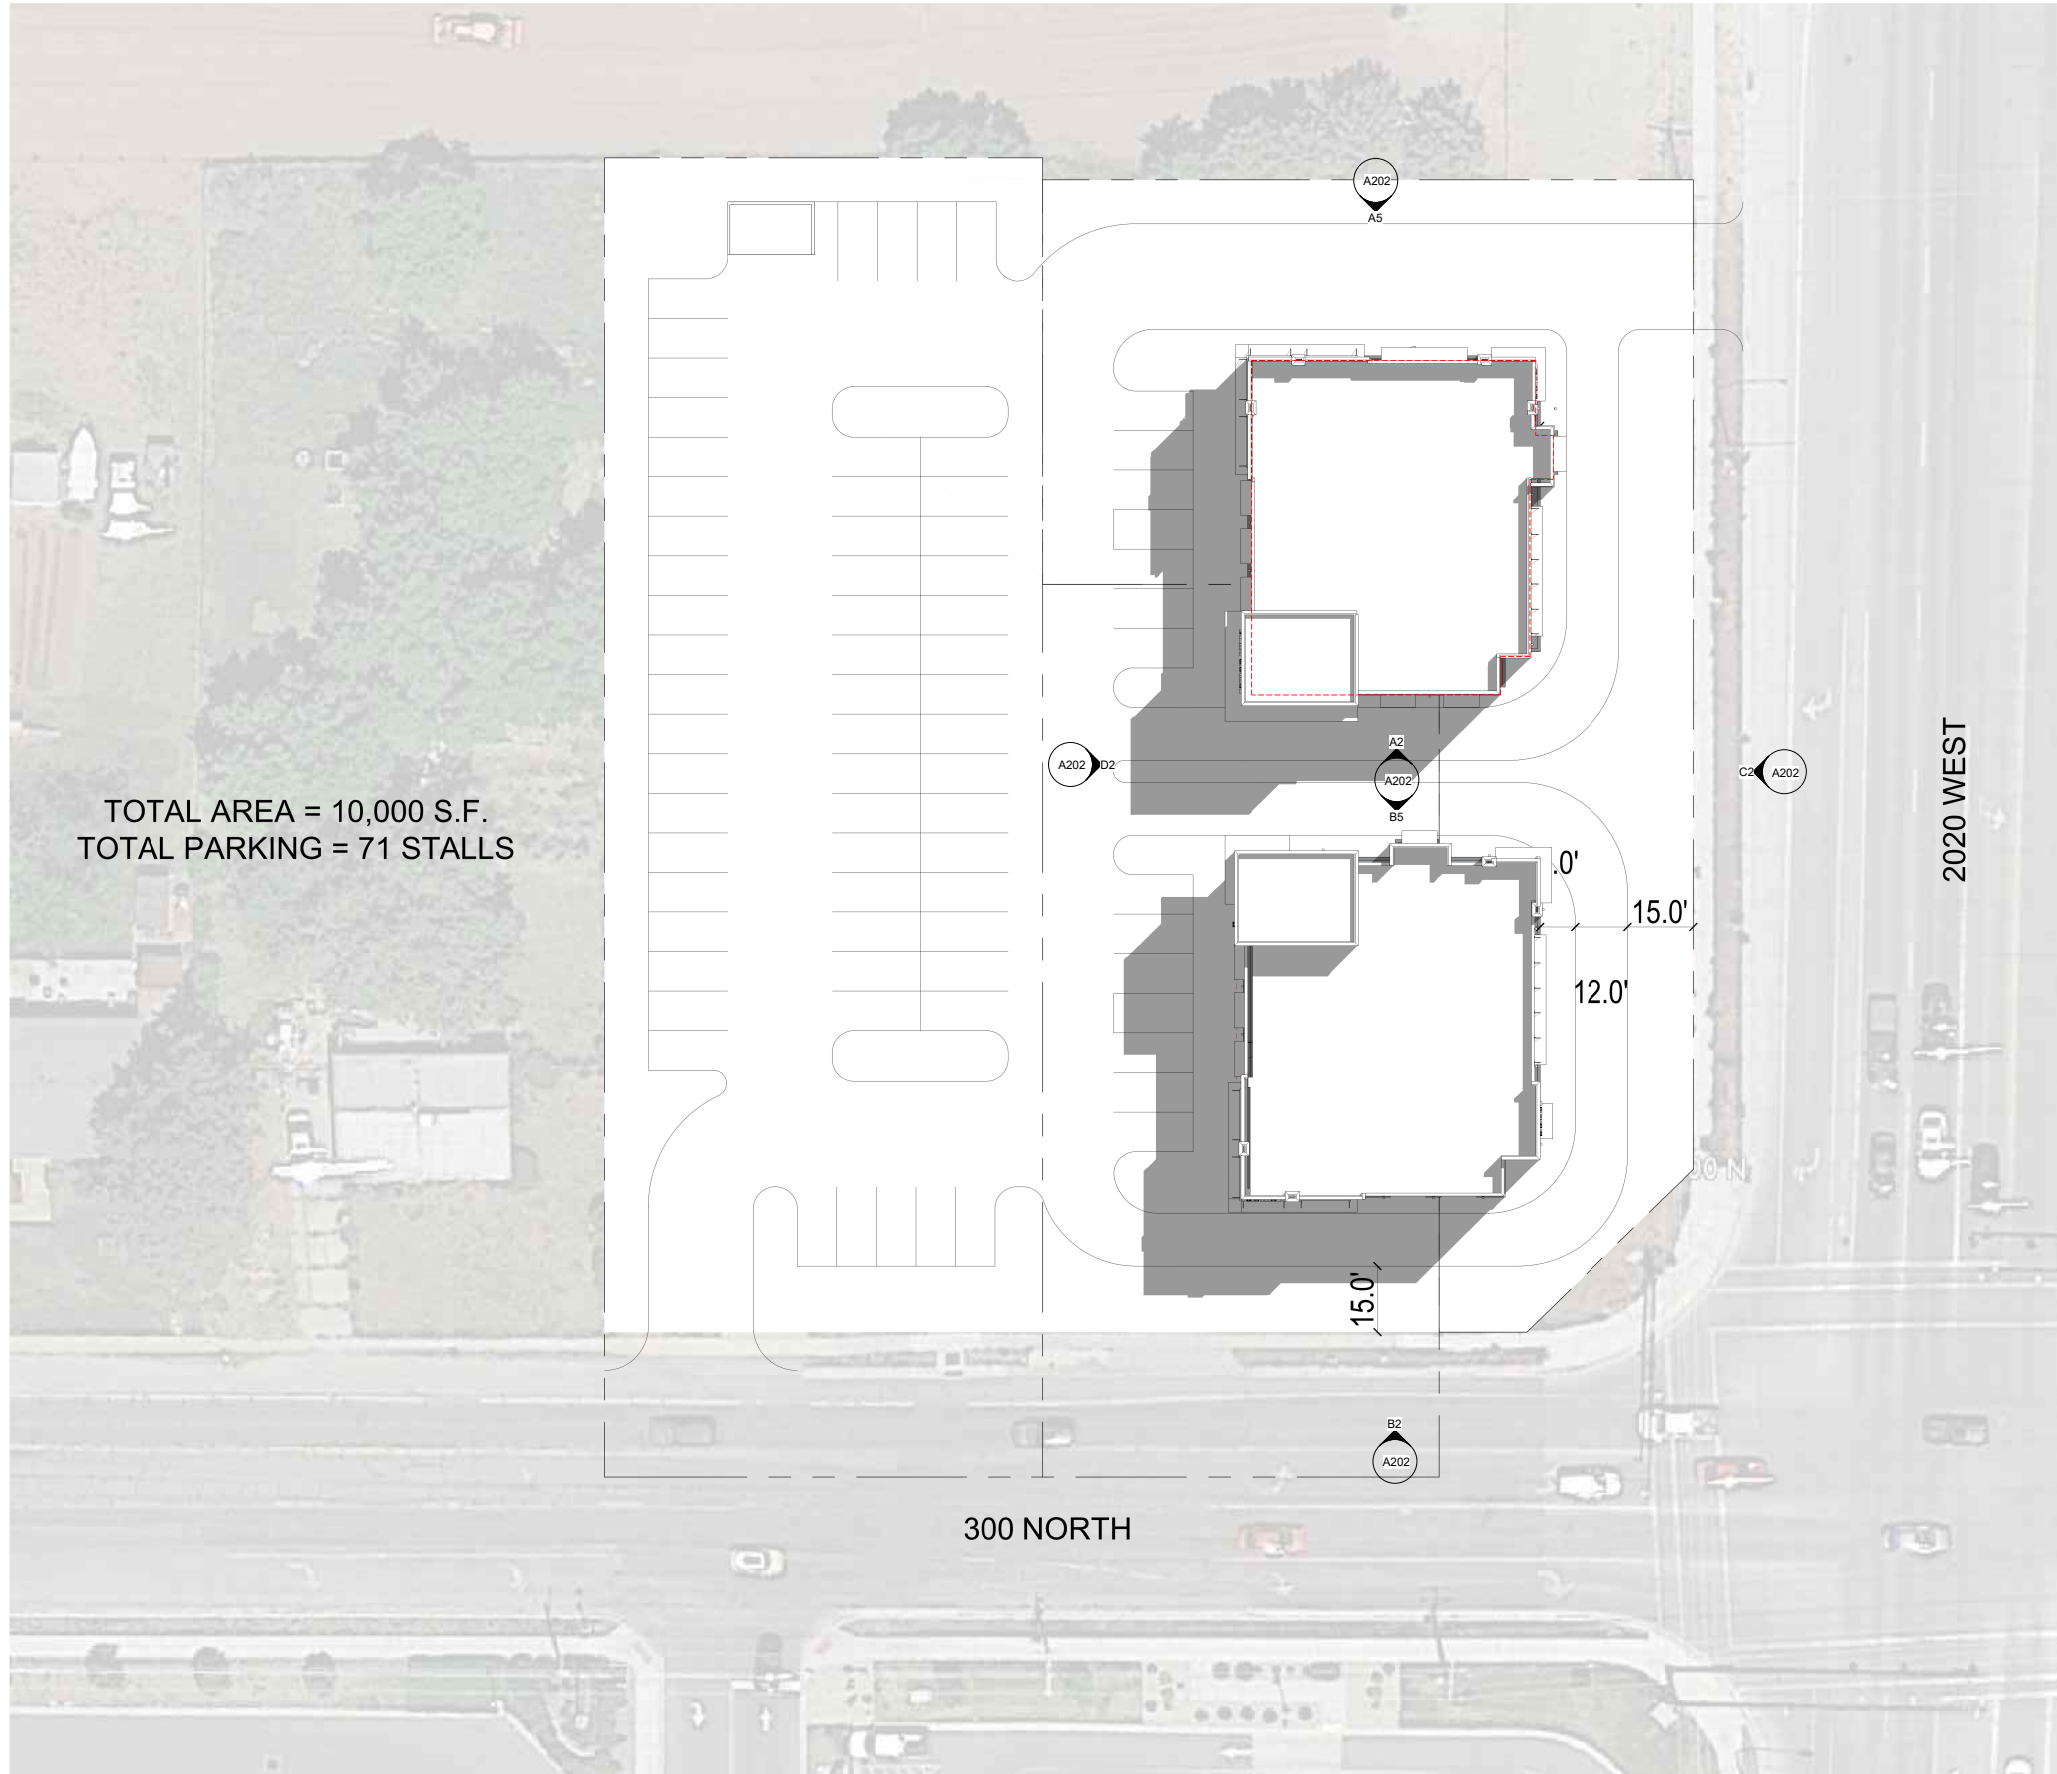 A202
A5
TOTAL AREA = 10,000 S.F.
TOTAL PARKING = 71 STALLS
A202
D2
A2
A202
B5
C2
A202
2020 WEST
.0'
15.0'
12.0'
00 N
15.0'
B2
A202
300 NORTH